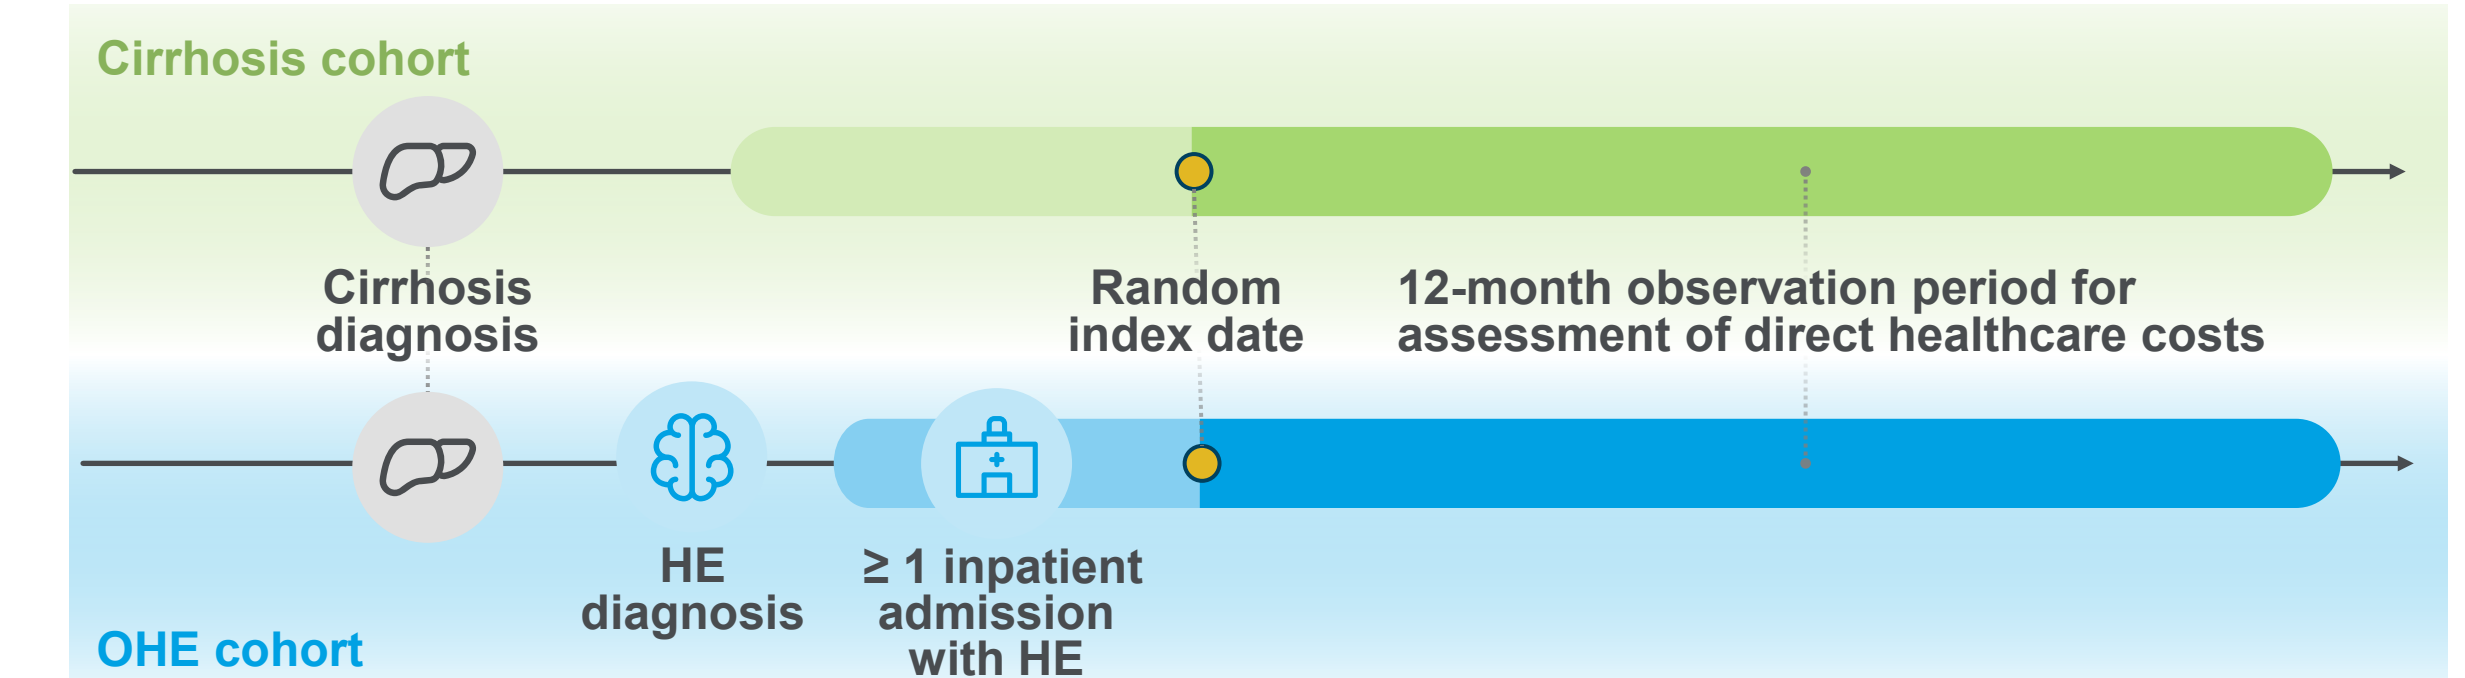 Cirrhosis cohort
Cirrhosis
diagnosis
Random
index date
12-month observation period for
assessment of direct healthcare costs
HE
diagnosis
≥ 1 inpatient
admission
with HE
OHE cohort